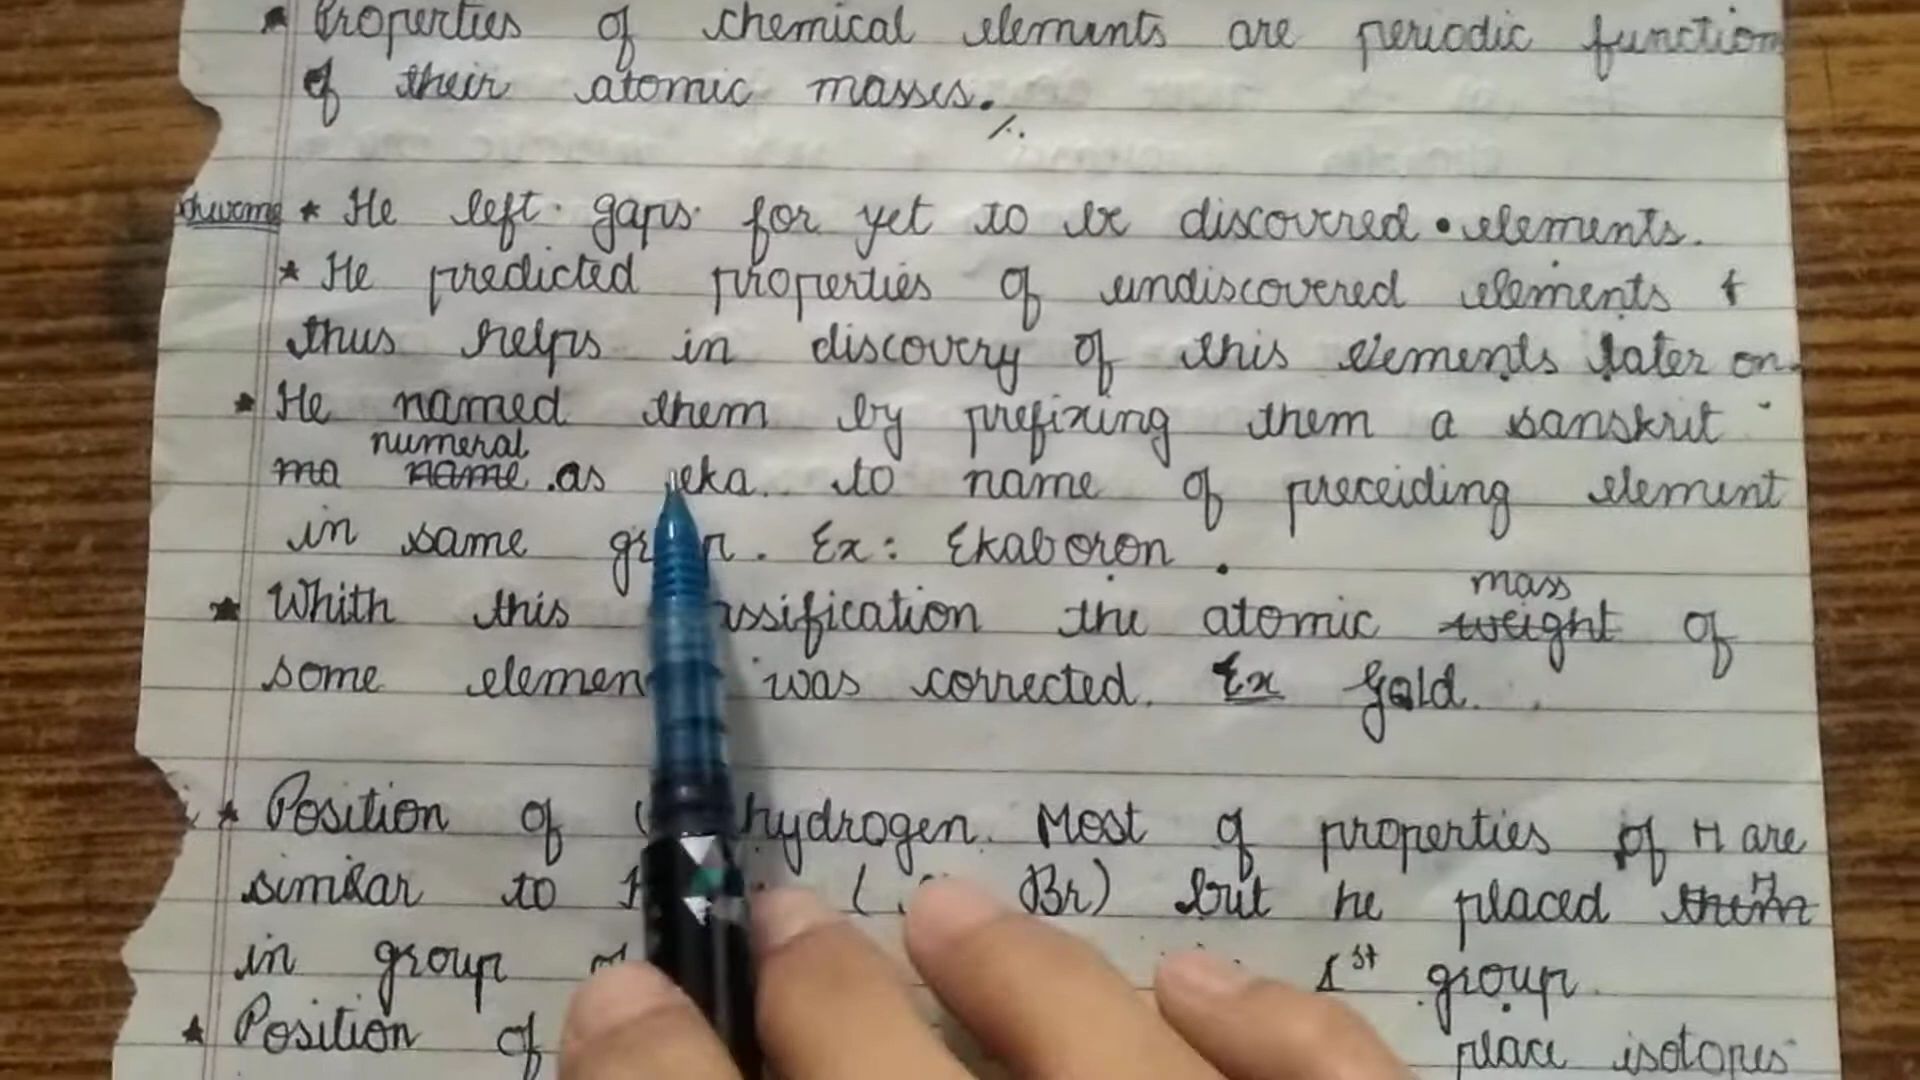 * Properties of chemical elements are periodic function
of their atomic masses.
* He left gaps for yet to be discovered elements.
* He predicted properties of undiscovered elements &
thus helps in discovery of this elements later on.
* He named them by prefixing them a sanskrit
numeral
ma name as eka to name of preceiding element
in same Ex: Ekaboron.
mass
* Whith this the atomic weight of
some was corrected. Ex Gold.
* Position of hydrogen. Most of properties of H are
H
similar to Br) but he placed them
in group 1st group.
* Position of place isotopes